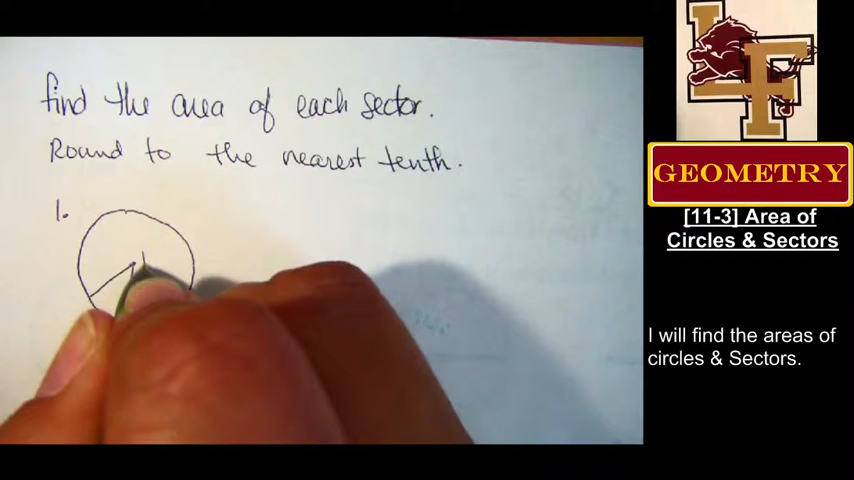 find the area of each sector.
Round to the nearest tenth.
1.
LF
GEOMETRY
[11-3] Area of
Circles & Sectors
I will find the areas of
circles & Sectors.